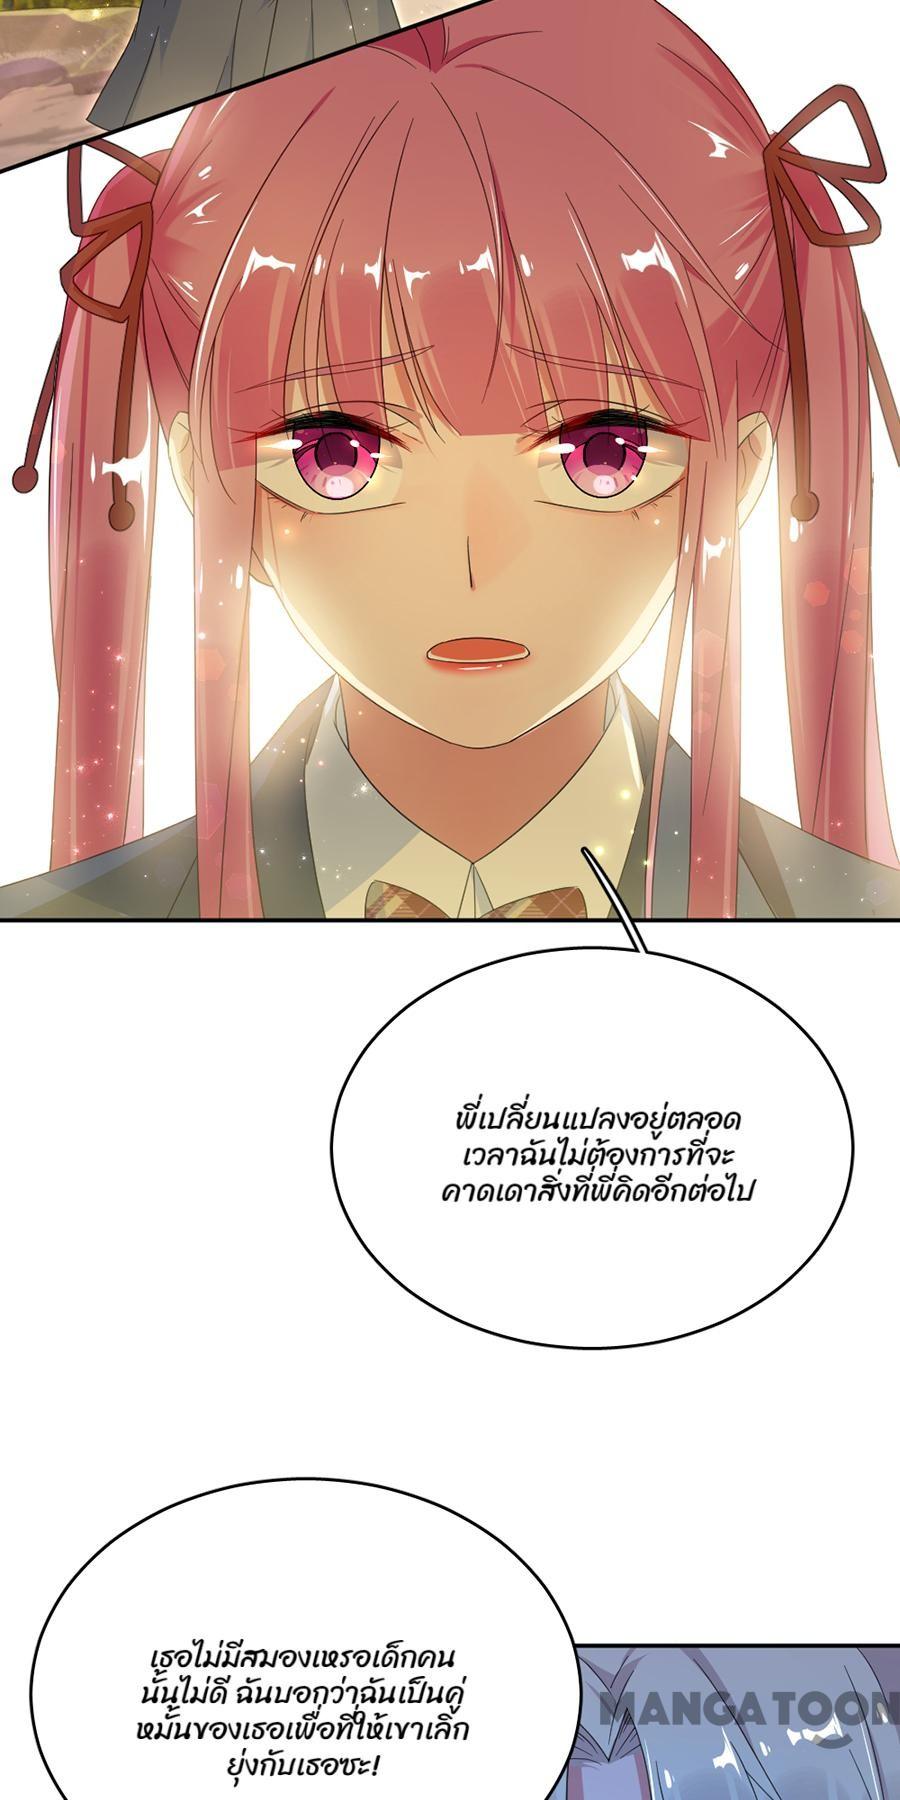 พี่เปลี่ยนแปลงอยู่ตลอด
เวลาฉันไม่ต้องการที่จะ
คาดเดาสิ่งที่พี่คิดอีกต่อไป
เธอไม่มีสมองเหรอเด็กคน
นั้นไม่ดี ฉันบอกว่าฉันเป็นคู่
หมั้นของเธอเพื่อที่ให้เขาเลิก
ยุ่งกับเธอซะ!
MANGATOON